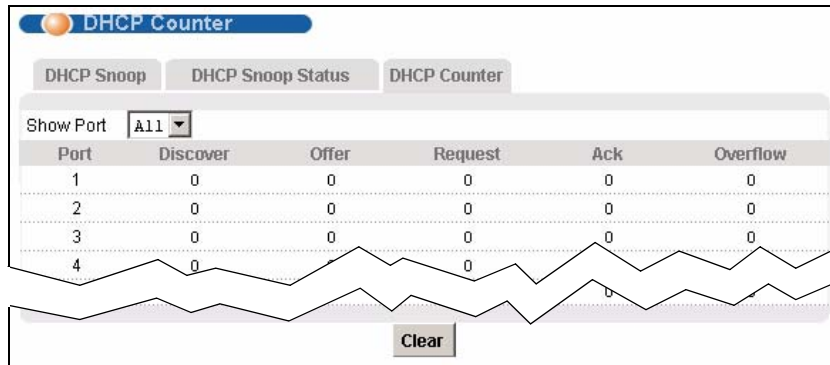 DHCP Counter
DHCP Snoop DHCP Snoop Status DHCP Counter
Show Port All
Port Discover Offer Request Ack Overflow
1 0 0 0 0 0
2 0 0 0 0 0
3 0 0 0 0 0
4 0 0
Clear